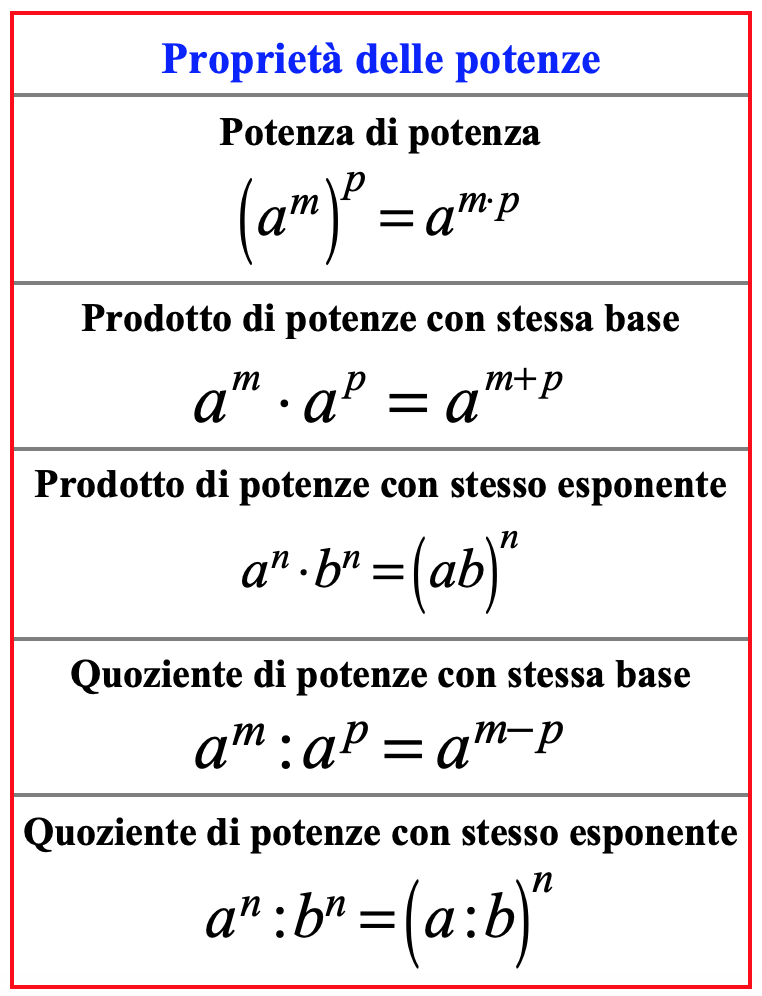 Proprietà delle potenze
Potenza di potenza
(a^m)^p = a^{m·p}
Prodotto di potenze con stessa base
a^m · a^p = a^{m+p}
Prodotto di potenze con stesso esponente
a^n · b^n = (ab)^n
Quoziente di potenze con stessa base
a^m : a^p = a^{m−p}
Quoziente di potenze con stesso esponente
a^n : b^n = (a : b)^n